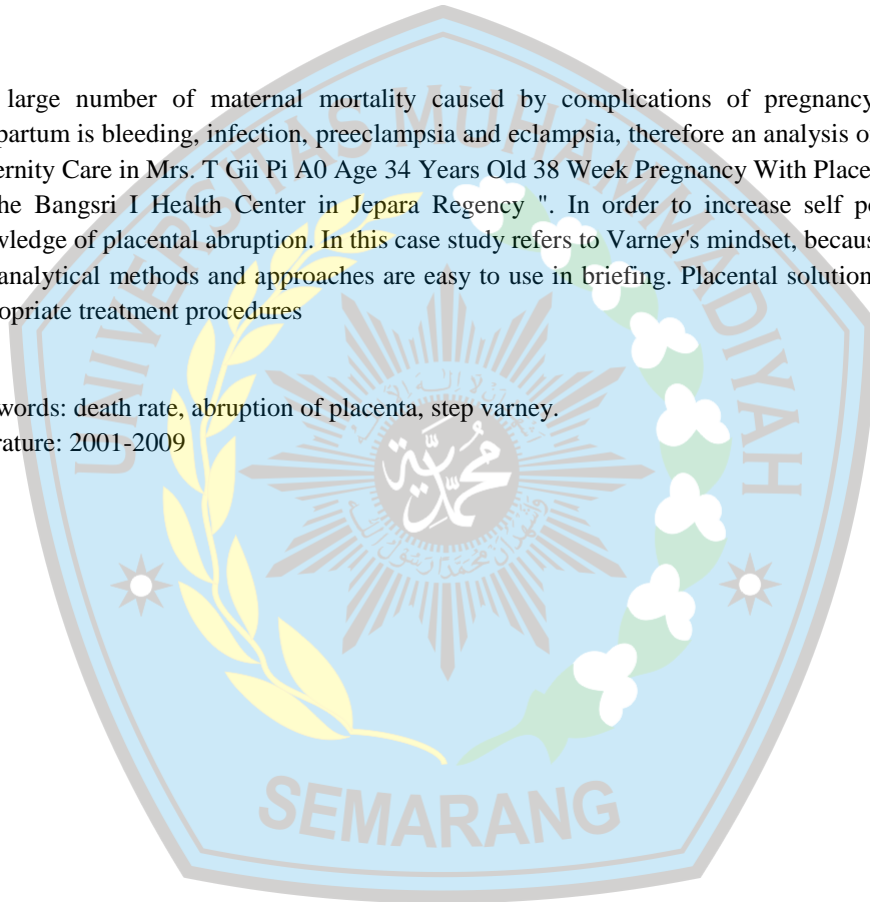 large number of maternal mortality caused by complications of pregnancy
partum is bleeding, infection, preeclampsia and eclampsia, therefore an analysis o
ernity Care in Mrs. T Gii Pi A0 Age 34 Years Old 38 Week Pregnancy With Place
he Bangsri I Health Center in Jepara Regency ". In order to increase self po
wledge of placental abruption. In this case study refers to Varney's mindset, becaus
analytical methods and approaches are easy to use in briefing. Placental solution
opriate treatment procedures
words: death rate, abruption of placenta, step varney.
rature: 2001-2009
UNIVERSITAS MUHAMMADIYAH
محمدية
SEMARANG